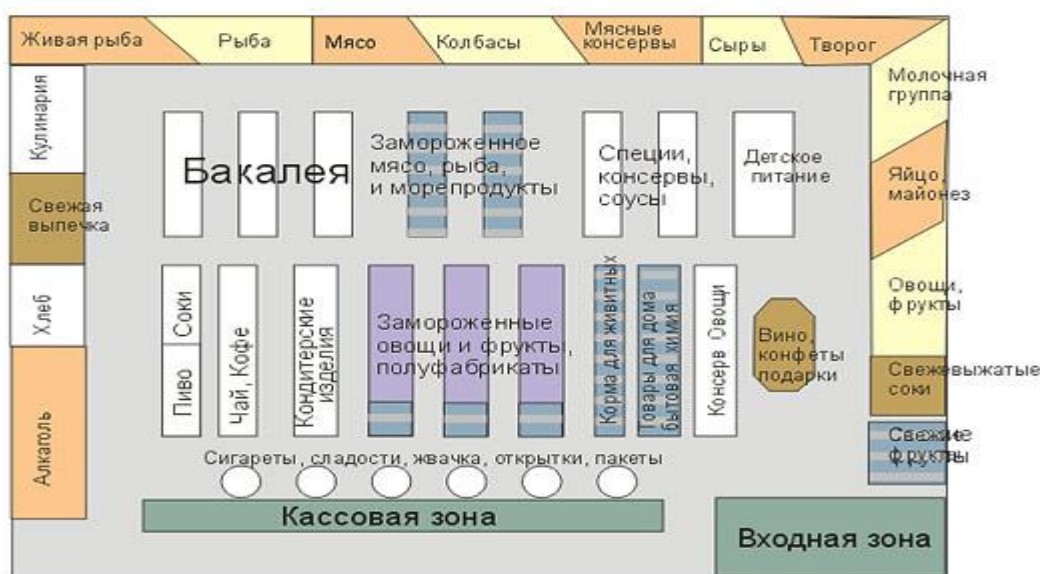 Живая рыба
Рыба
Мясо
Колбасы
Мясные
консервы
Сыры
Творог
Молочная
группа
Кулинария
Бакалея
Замороженное
мясо, рыба,
и морепродукты
Специи,
консервы,
соусы
Детское
питание
Яйцо,
майонез
Свежая
выпечка
Хлеб
Соки
Пиво
Чай, Кофе
Кондитерские
изделия
Замороженные
овощи и фрукты,
полуфабрикаты
Корма для живитных
Товары для дома
бытовая химия
Консерв Овощи
Вино,
конфеты
подарки
Овощи,
фрукты
Свежевыжатые
соки
Свежие
фрукты
Алкаголь
Сигареты, сладости, жвачка, открытки, пакеты
Кассовая зона
Входная зона